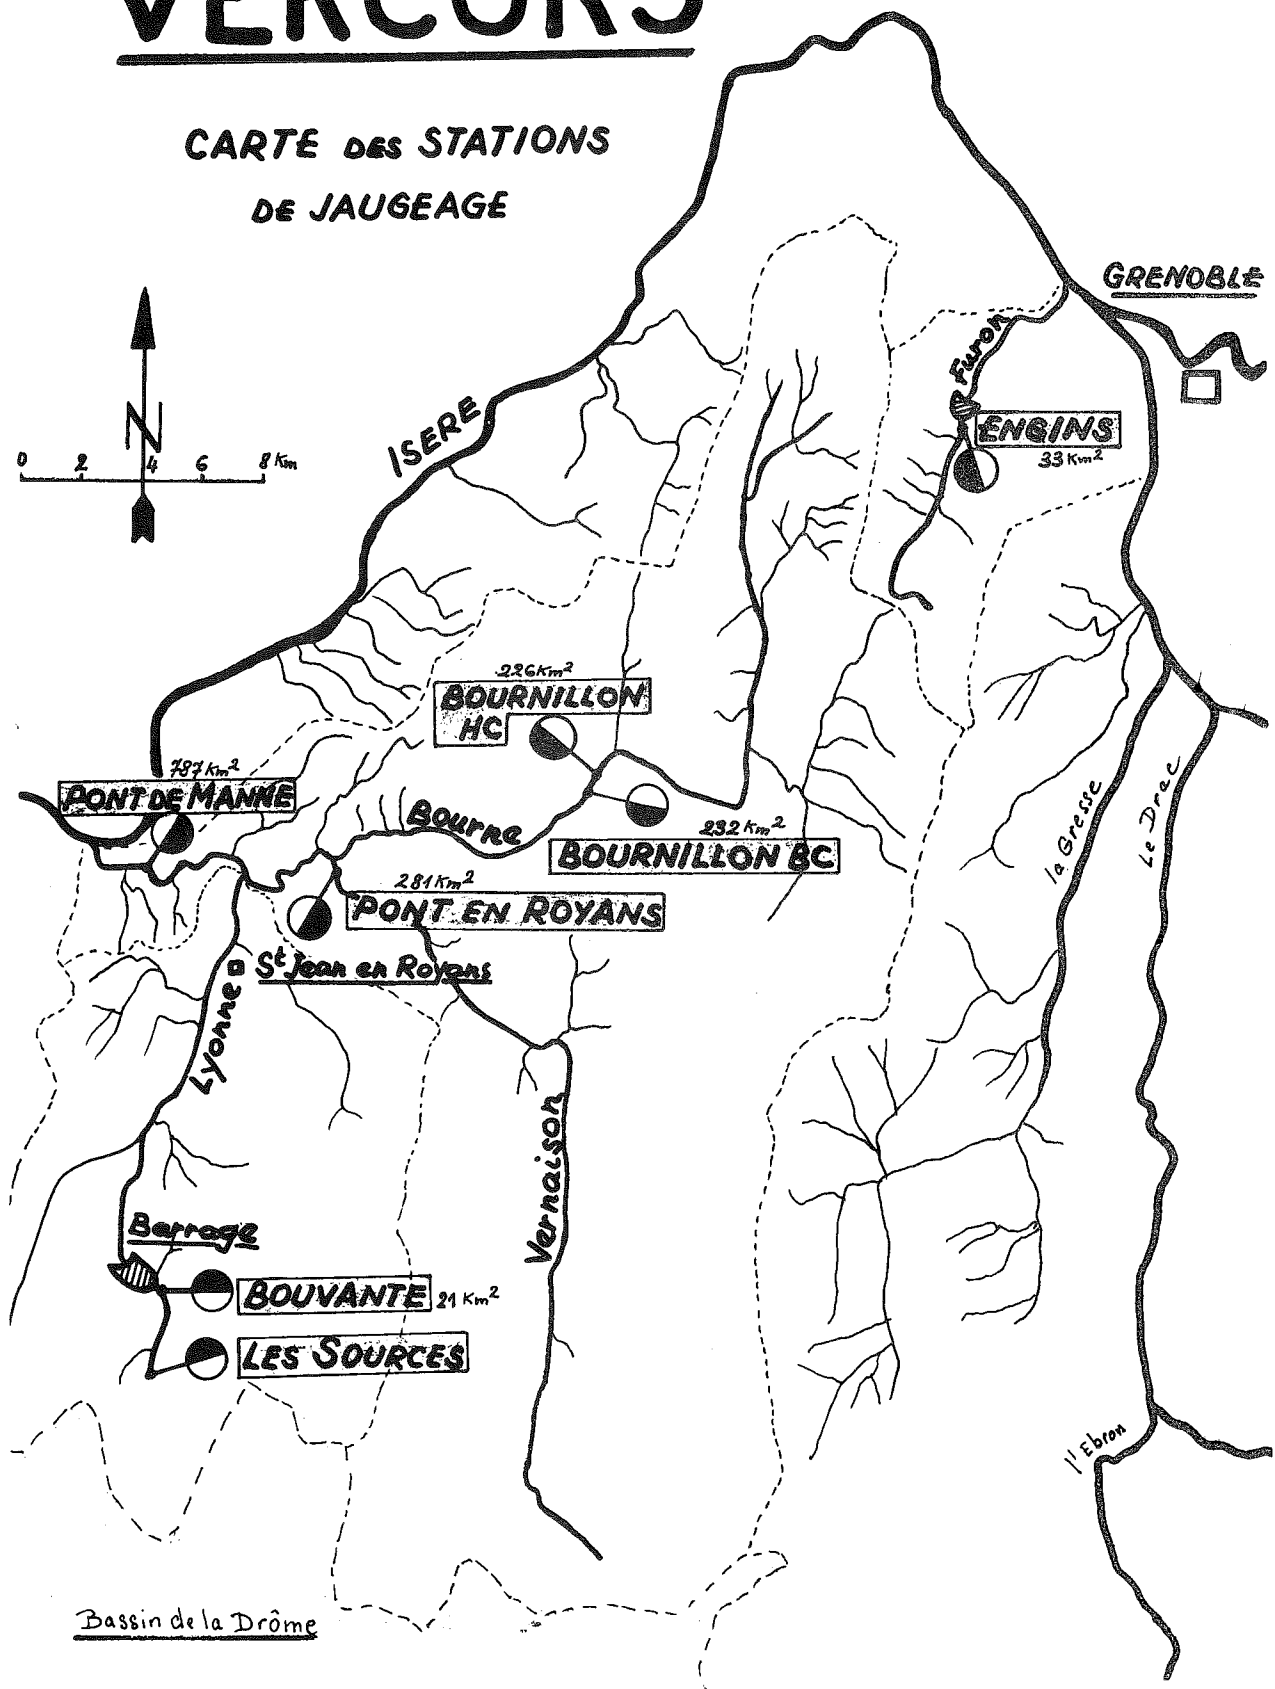 VERCORS
CARTE DES STATIONS
DE JAUGEAGE
GRENOBLE
Furon
ISERE
ENGINS
33 Km²
N
0 2 4 6 8 Km
226 Km²
BOURNILLON
HC
787 Km²
PONT DE MANNE
Bourne
232 Km²
BOURNILLON BC
la Gresse
Le Drac
281 Km²
PONT EN ROYANS
St Jean en Royans
Lyonne
Vernaison
Barrage
BOUVANTE 21 Km²
LES SOURCES
l'Ebron
Bassin de la Drôme